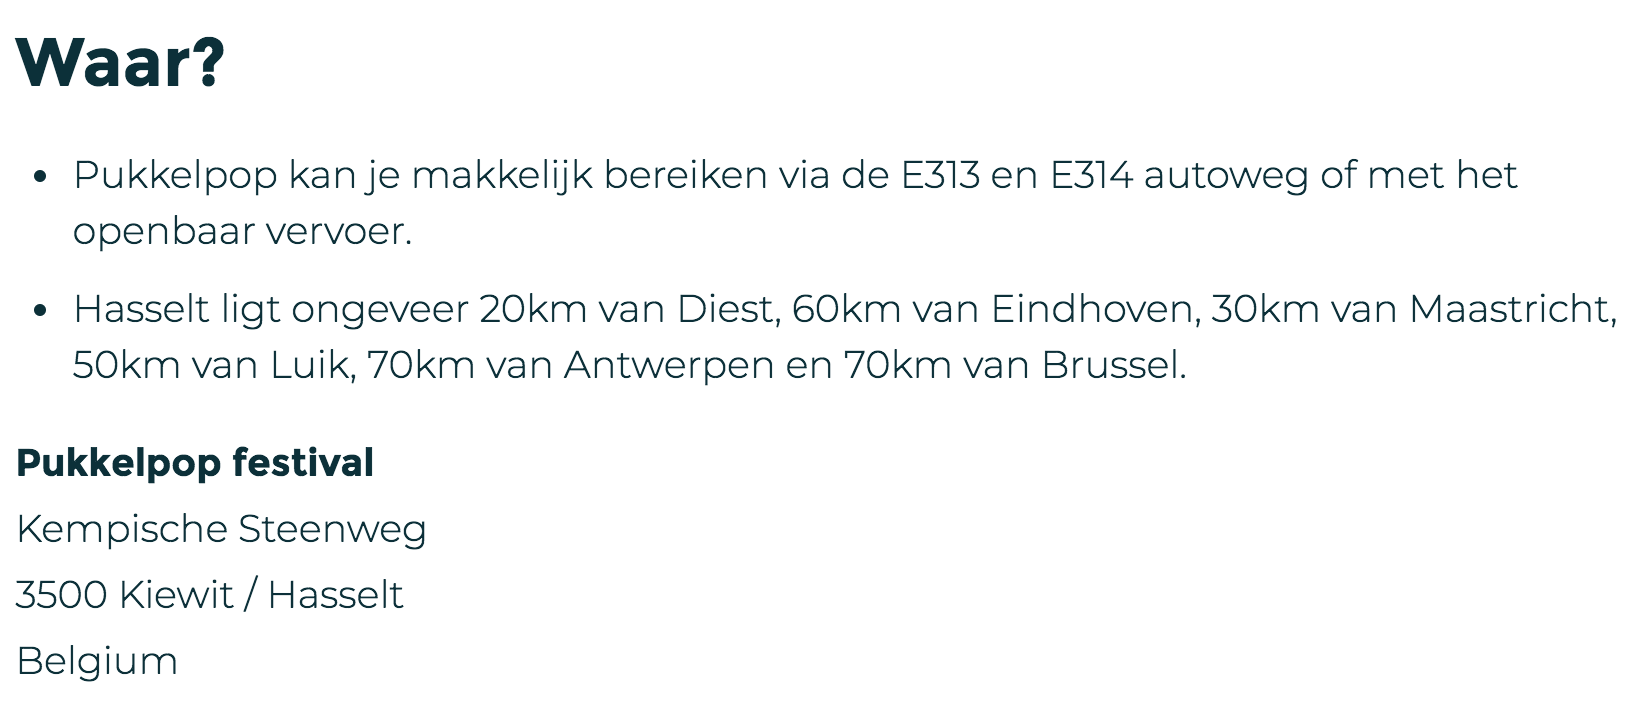 Waar?
• Pukkelpop kan je makkelijk bereiken via de E313 en E314 autoweg of met het
openbaar vervoer.
• Hasselt ligt ongeveer 20km van Diest, 60km van Eindhoven, 30km van Maastricht,
50km van Luik, 70km van Antwerpen en 70km van Brussel.
Pukkelpop festival
Kempische Steenweg
3500 Kiewit / Hasselt
Belgium